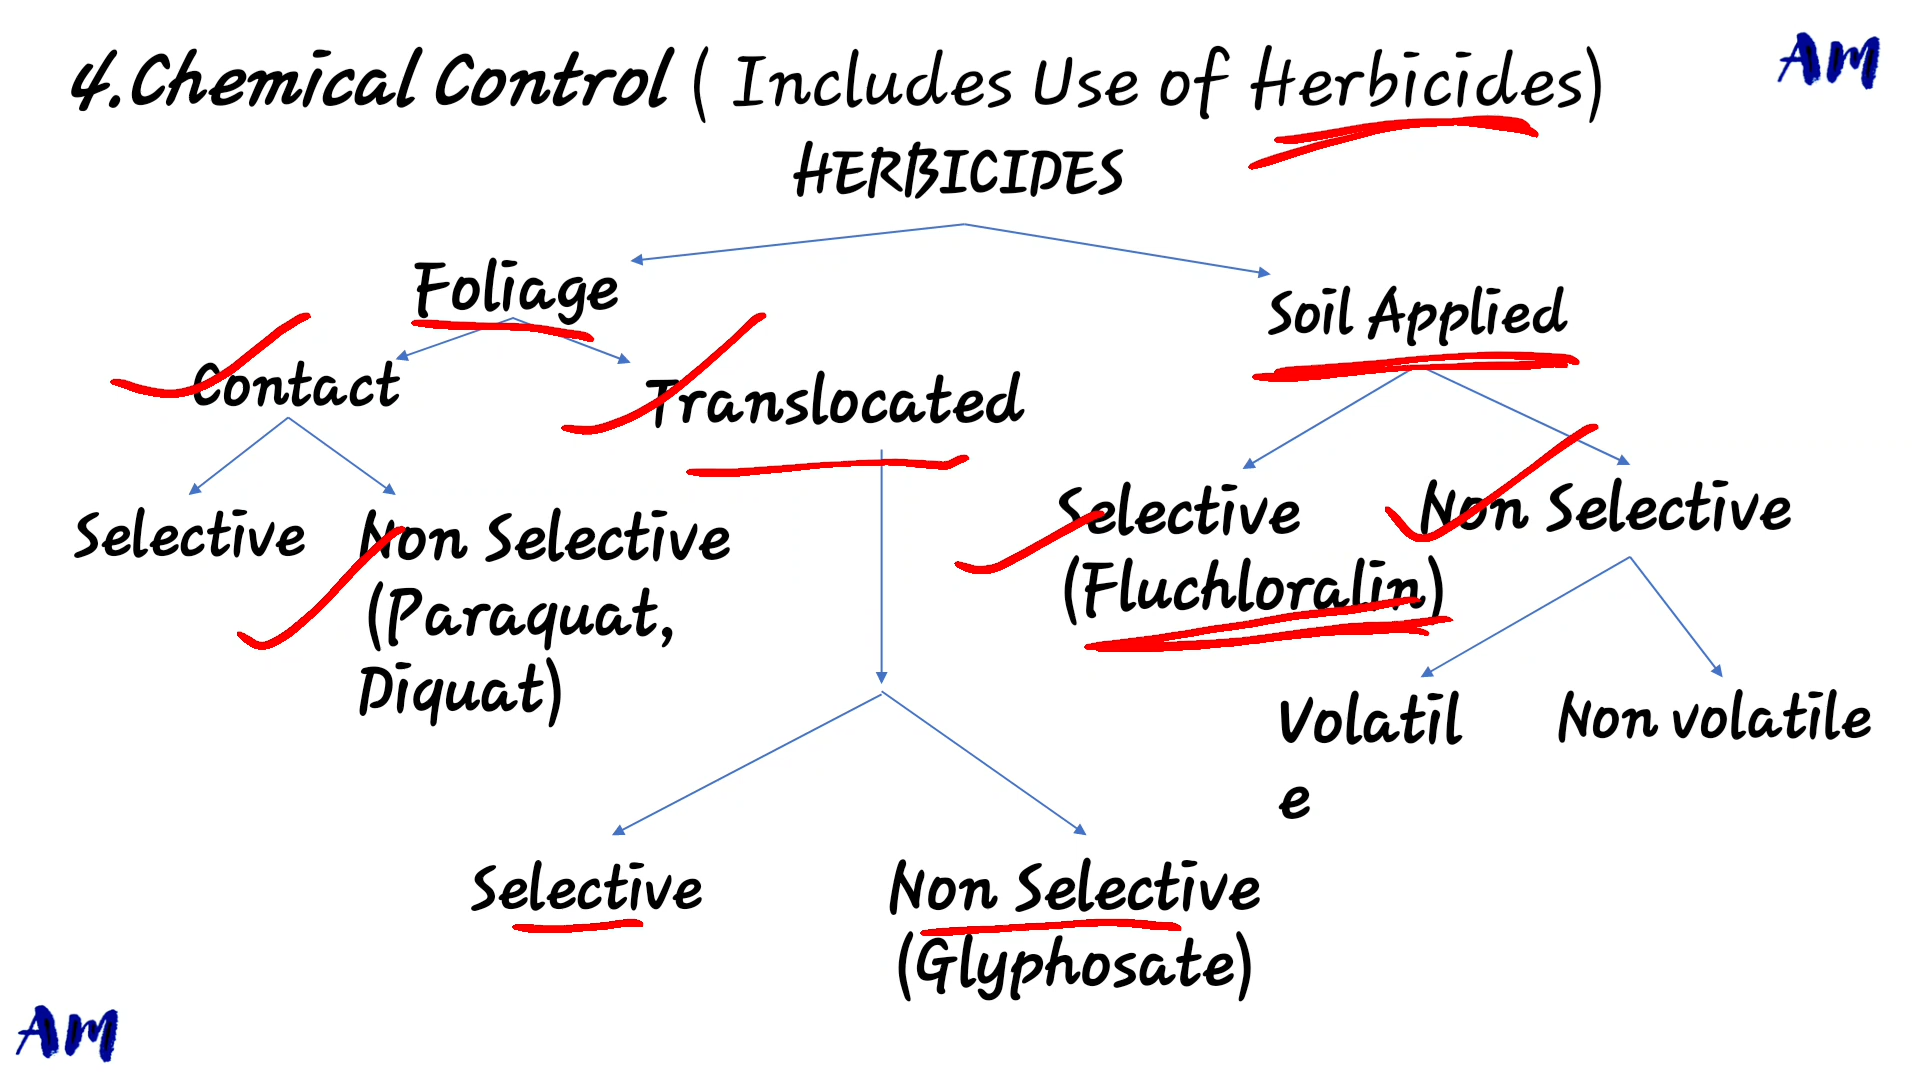 4.Chemical Control ( Includes Use of Herbicides)
AM
HERBICIDES
Foliage
Soil Applied
Contact
Translocated
Selective
Non Selective
(Paraquat,
Diquat)
Selective
(Fluchloralin)
Non Selective
Volatil
e
Non volatile
Selective
Non Selective
(Glyphosate)
AM